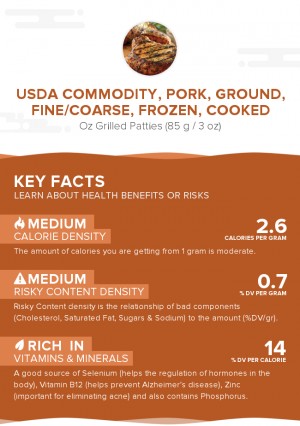 USDA COMMODITY, PORK, GROUND,
FINE/COARSE, FROZEN, COOKED
Oz Grilled Patties (85 g / 3 oz)
KEY FACTS
LEARN ABOUT HEALTH BENEFITS OR RISKS
MEDIUM
CALORIE DENSITY
2.6
CALORIES PER GRAM
The amount of calories you are getting from 1 gram is moderate.
MEDIUM
RISKY CONTENT DENSITY
0.7
% DV PER GRAM
Risky Content density is the relationship of bad components
(Cholesterol, Saturated Fat, Sugars & Sodium) to the amount (%DV/gr).
RICH IN
VITAMINS & MINERALS
14
% DV PER CALORIE
A good source of Selenium (helps the regulation of hormones in the
body), Vitamin B12 (helps prevent Alzheimer's disease), Zinc
(important for eliminating acne) and also contains Phosphorus.